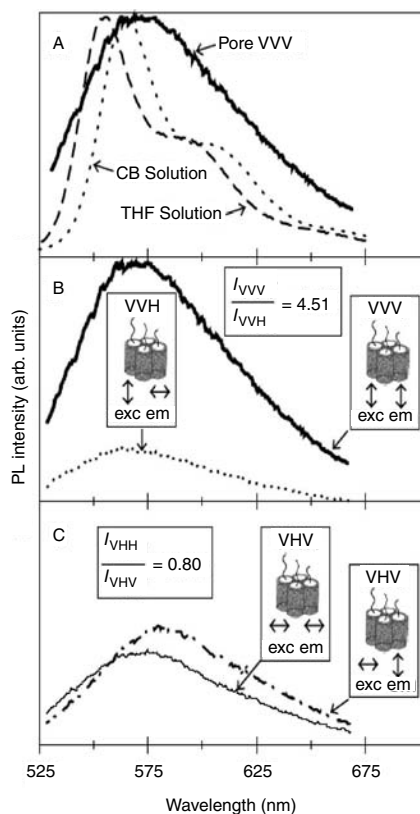 A
Pore VVV
CB Solution
THF Solution
B
VVH
exc em
I_VVV
I_VVH
= 4.51
VVV
exc em
PL intensity (arb. units)
C
I_VHH
I_VHV
= 0.80
VHV
exc em
VHV
exc em
525
575
625
675
Wavelength (nm)